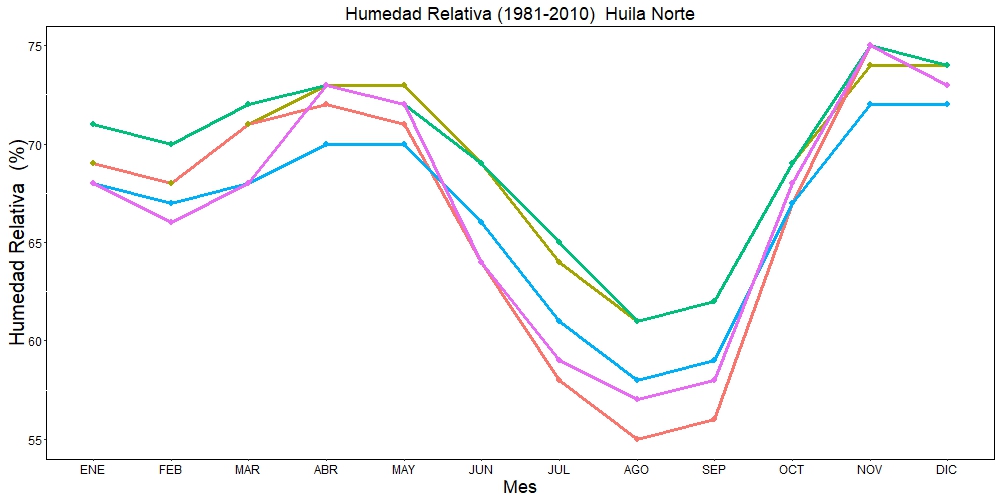 Humedad Relativa (1981-2010)  Huila Norte
Humedad Relativa  (%)
75
70
65
60
55
ENE FEB MAR ABR MAY JUN JUL AGO SEP OCT NOV DIC
Mes